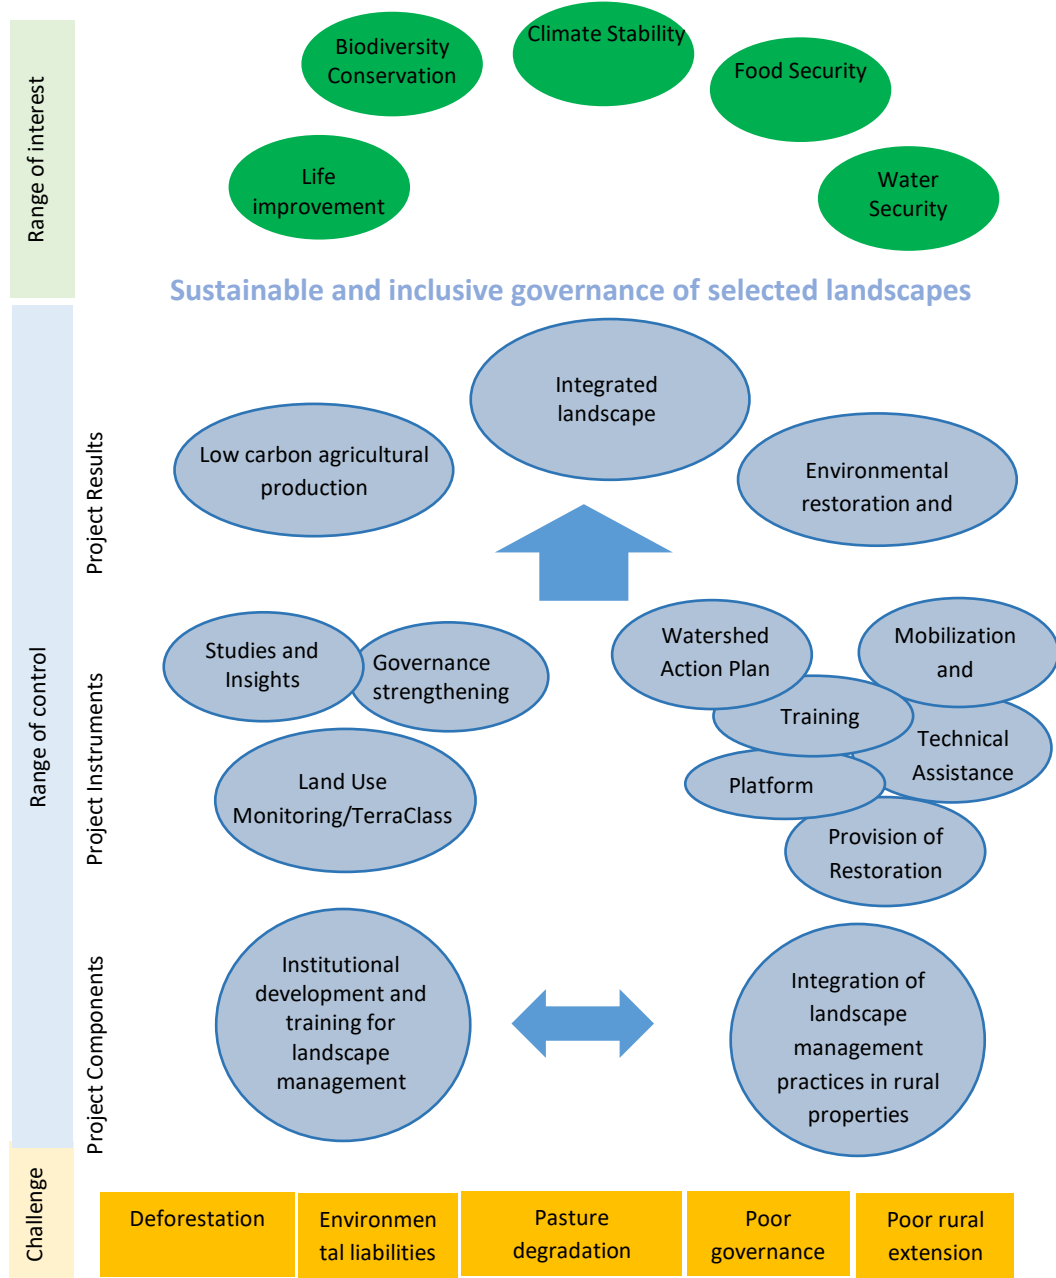 Range of interest
Biodiversity
Conservation
Climate Stability
Food Security
Life
improvement
Water
Security
Sustainable and inclusive governance of selected landscapes
Range of control
Project Results
Integrated
landscape
Low carbon agricultural
production
Environmental
restoration and
Project Instruments
Studies and
Insights
Governance
strengthening
Land Use
Monitoring/TerraClass
Watershed
Action Plan
Mobilization
and
Training
Technical
Assistance
Platform
Provision of
Restoration
Project Components
Institutional
development and
training for
landscape
management
Integration of
landscape
management
practices in rural
properties
Challenge
Deforestation
Environmen
tal liabilities
Pasture
degradation
Poor
governance
Poor rural
extension